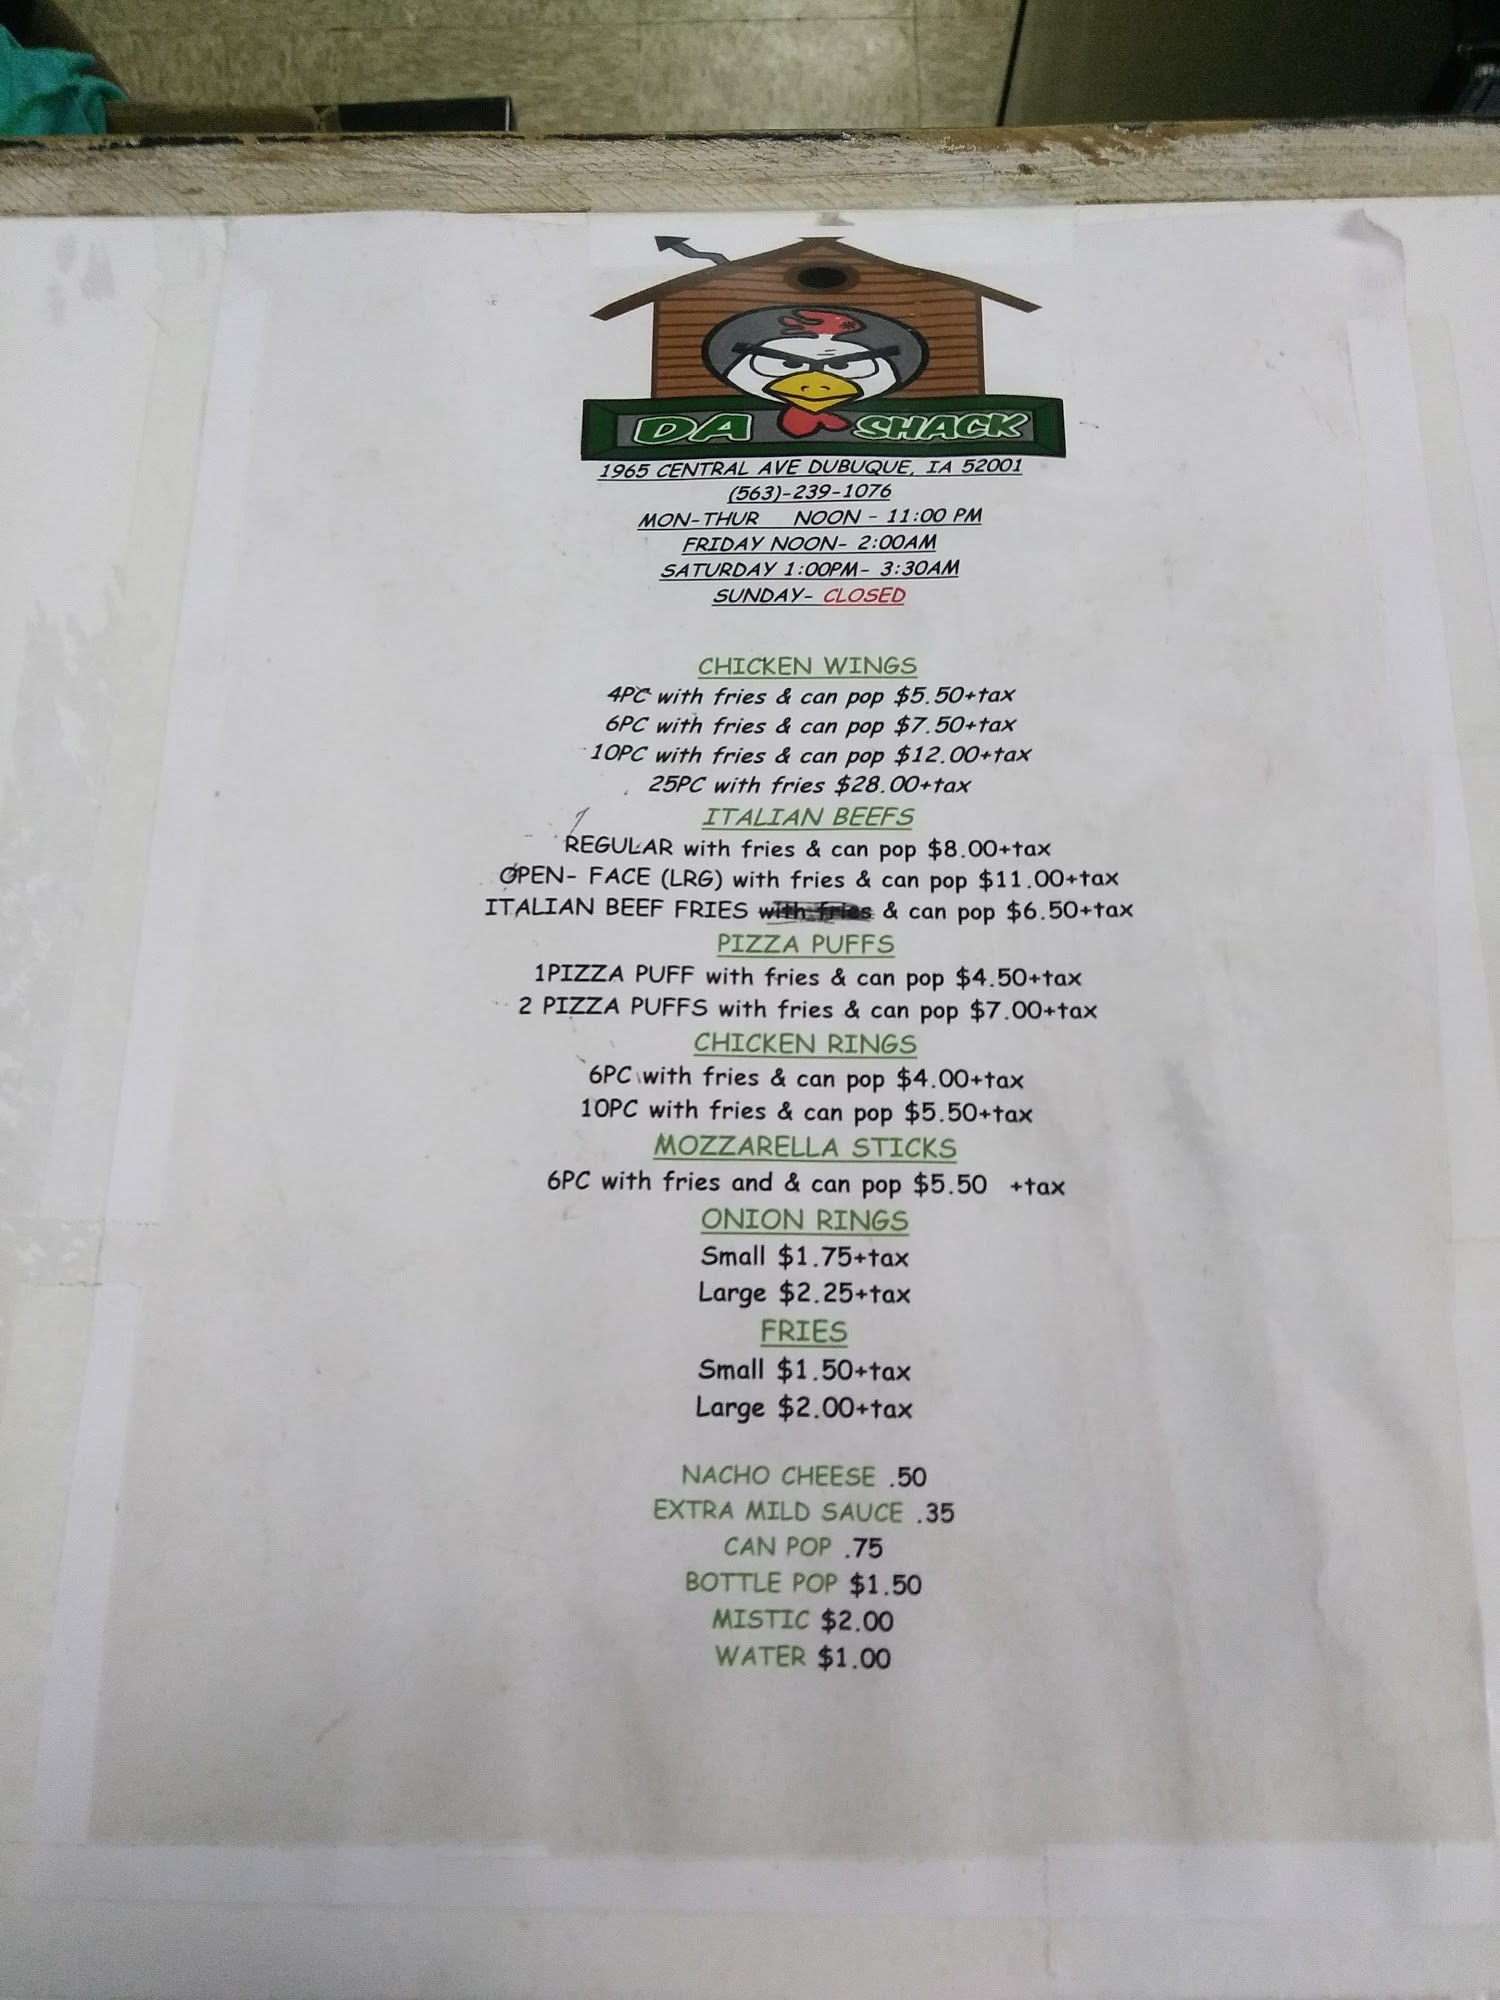 DA SHACK
1965 CENTRAL AVE DUBUQUE, IA 52001
(563)-239-1076
MON-THUR NOON - 11:00 PM
FRIDAY NOON- 2:00AM
SATURDAY 1:00PM- 3:30AM
SUNDAY- CLOSED
CHICKEN WINGS
4PC with fries & can pop $5.50+tax
6PC with fries & can pop $7.50+tax
10PC with fries & can pop $12.00+tax
25PC with fries $28.00+tax
ITALIAN BEEFS
REGULAR with fries & can pop $8.00+tax
OPEN- FACE (LRG) with fries & can pop $11.00+tax
ITALIAN BEEF FRIES with fries & can pop $6.50+tax
PIZZA PUFFS
1PIZZA PUFF with fries & can pop $4.50+tax
2 PIZZA PUFFS with fries & can pop $7.00+tax
CHICKEN RINGS
6PC with fries & can pop $4.00+tax
10PC with fries & can pop $5.50+tax
MOZZARELLA STICKS
6PC with fries and & can pop $5.50 +tax
ONION RINGS
Small $1.75+tax
Large $2.25+tax
FRIES
Small $1.50+tax
Large $2.00+tax
NACHO CHEESE .50
EXTRA MILD SAUCE .35
CAN POP .75
BOTTLE POP $1.50
MISTIC $2.00
WATER $1.00